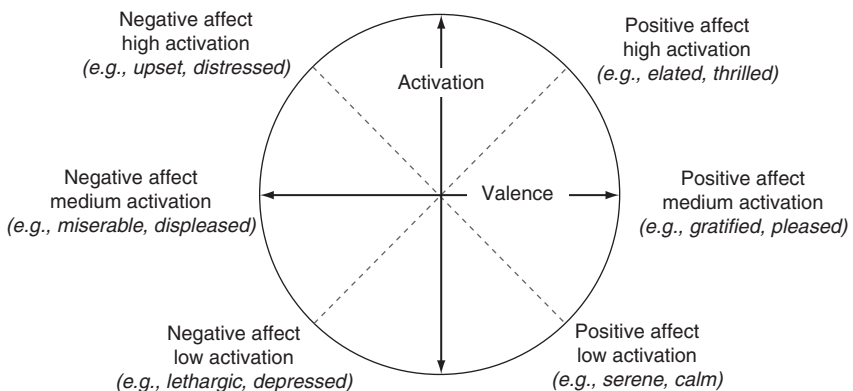 Negative affect
high activation
(e.g., upset, distressed)
Positive affect
high activation
(e.g., elated, thrilled)
Activation
Negative affect
medium activation
(e.g., miserable, displeased)
Valence
Positive affect
medium activation
(e.g., gratified, pleased)
Negative affect
low activation
(e.g., lethargic, depressed)
Positive affect
low activation
(e.g., serene, calm)